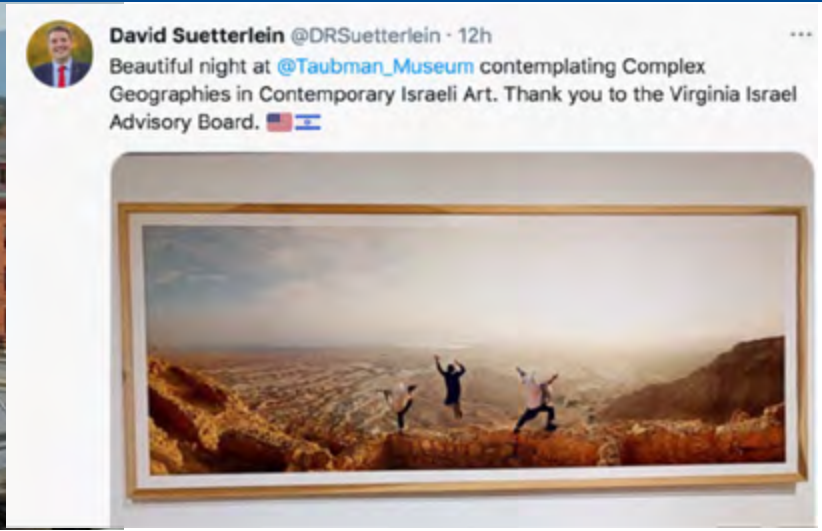 David Suetterlein @DRSuetterlein · 12h
Beautiful night at @Taubman_Museum contemplating Complex
Geographies in Contemporary Israeli Art. Thank you to the Virginia Israel
Advisory Board. 🇺🇸🇮🇱